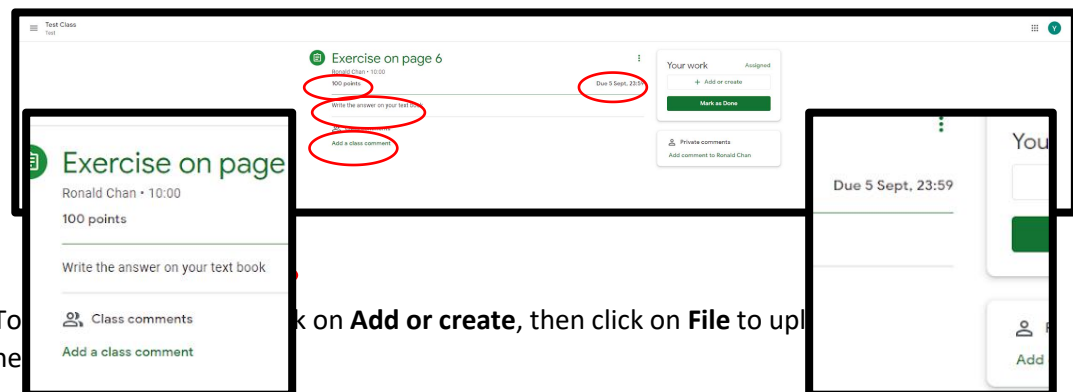 Test Class
Test
Y
Exercise on page 6
Ronald Chan • 10:00
100 points
Due 5 Sept, 23:59
Write the answer on your text book
comments
Add a class comment
Your work
Assigned
+ Add or create
Mark as Done
Private comments
Add comment to Ronald Chan
Exercise on page
Ronald Chan • 10:00
100 points
Write the answer on your text book
Class comments
Add a class comment
Due 5 Sept, 23:59
You
Add
To k on Add or create, then click on File to upl
he